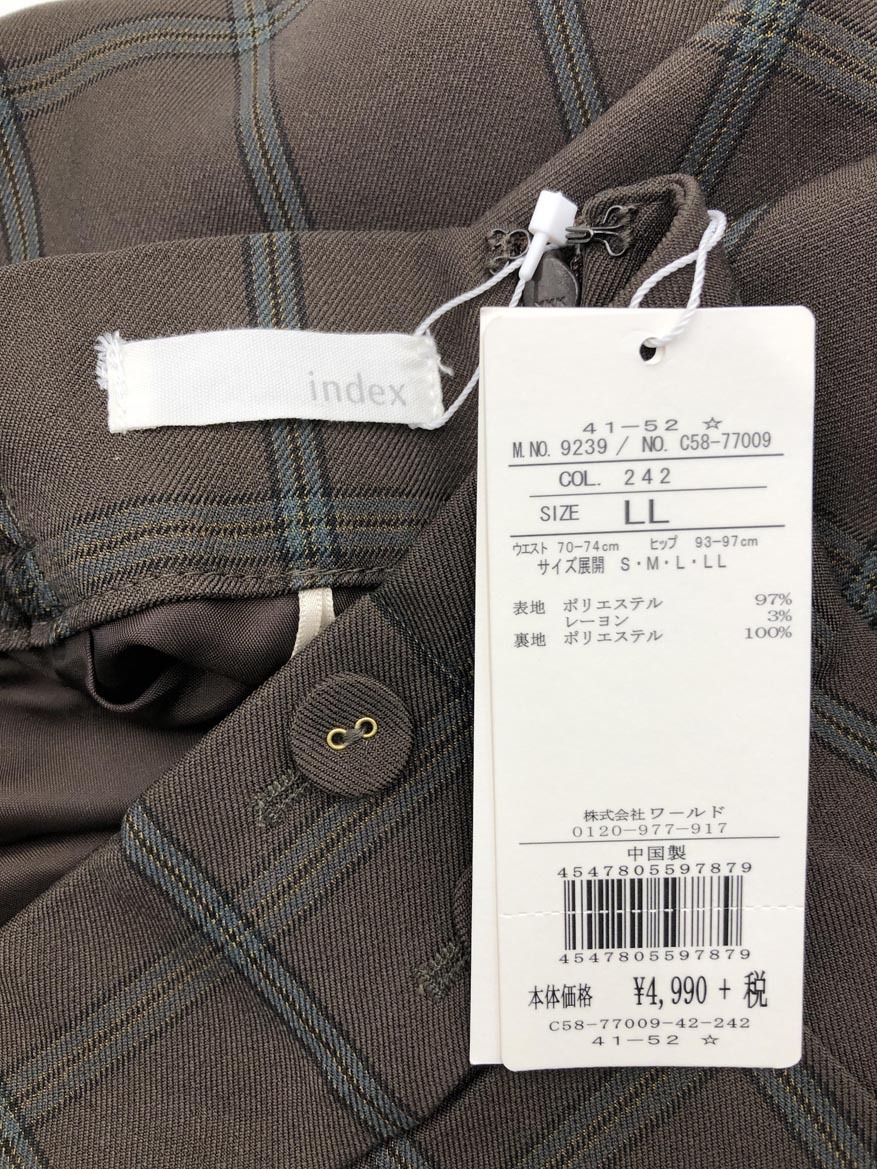 index
41-52 ☆
M.NO. 9239 / NO. C58-77009
COL. 242
SIZE LL
ウエスト 70-74cm ヒップ 93-97cm
サイズ展開 S・M・L・LL
表地 ポリエステル 97%
レーヨン 3%
裏地 ポリエステル 100%
株式会社ワールド
0120-977-917
中国製
4547805597879
4547805597879
本体価格 ¥4,990 + 税
C58-77009-42-242
41-52 ☆